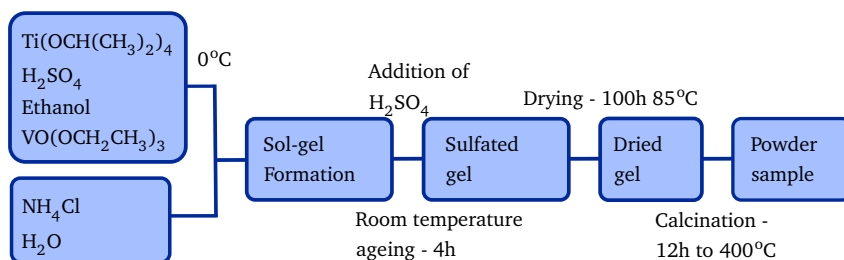 Ti(OCH(CH₃)₂)₄
H₂SO₄
Ethanol
VO(OCH₂CH₃)₃
NH₄Cl
H₂O
0°C
Sol-gel
Formation
Addition of
H₂SO₄
Room temperature
ageing - 4h
Sulfated
gel
Drying - 100h 85°C
Dried
gel
Calcination -
12h to 400°C
Powder
sample